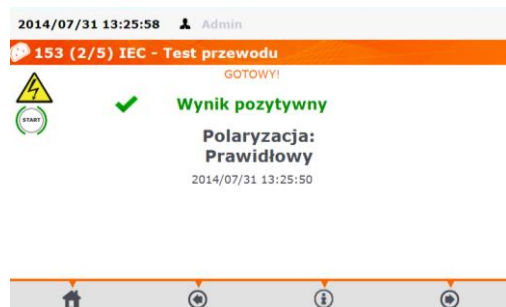 2014/07/31 13:25:58 Admin
153 (2/5) IEC - Test przewodu
GOTOWY!
Wynik pozytywny
START
Polaryzacja:
Prawidłowy
2014/07/31 13:25:50